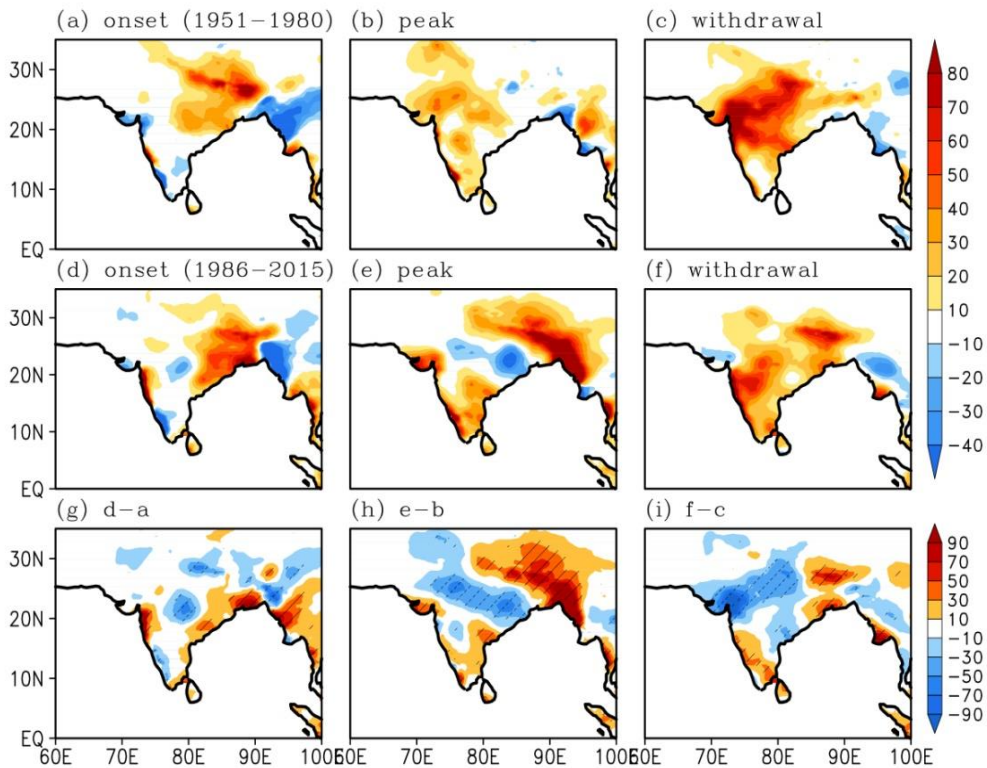 (a) onset (1951−1980)
(b) peak
(c) withdrawal
30N
20N
10N
EQ
80
70
60
50
40
30
20
10
−10
−20
−30
−40
(d) onset (1986−2015)
(e) peak
(f) withdrawal
30N
20N
10N
EQ
(g) d−a
(h) e−b
(i) f−c
30N
20N
10N
EQ
90
70
50
30
10
−10
−30
−50
−70
−90
60E 70E 80E 90E 100E
60E 70E 80E 90E 100E
60E 70E 80E 90E 100E